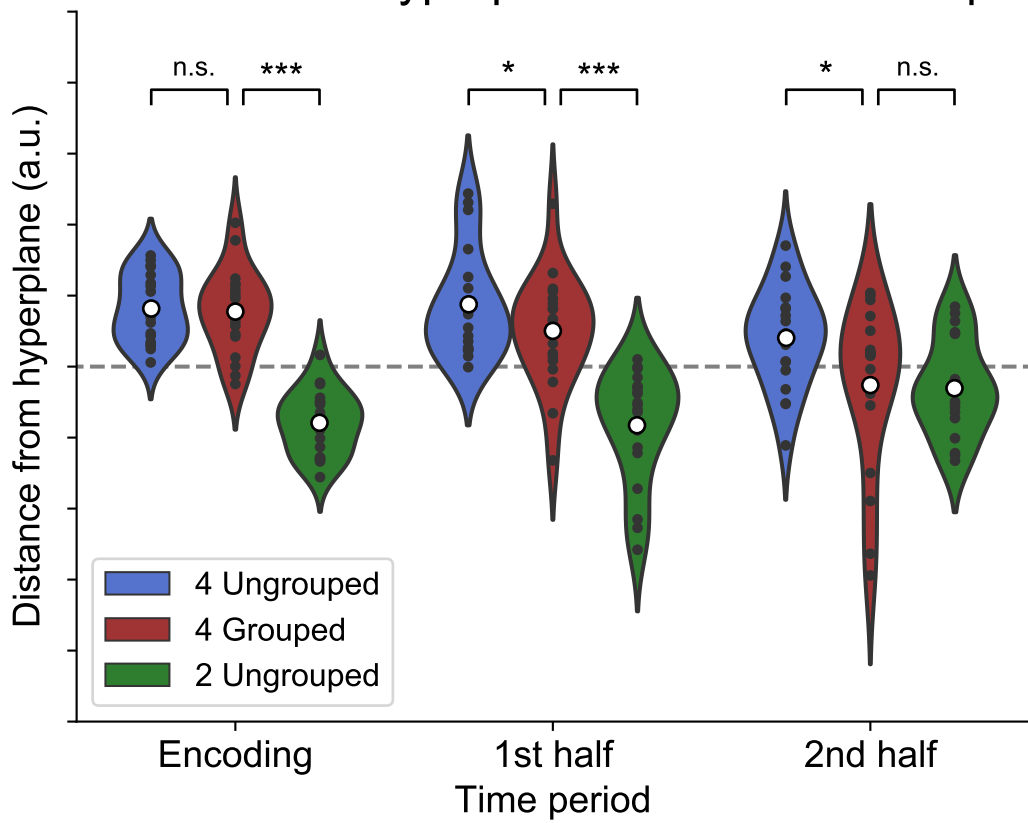 n.s.
***
*
***
*
n.s.
Distance from hyperplane (a.u.)
4 Ungrouped
4 Grouped
2 Ungrouped
Encoding
1st half
2nd half
Time period